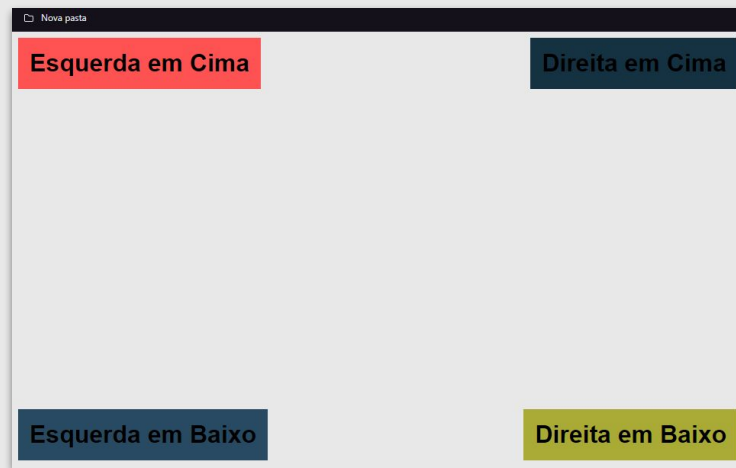 Nova pasta
Esquerda em Cima
Direita em Cima
Esquerda em Baixo
Direita em Baixo